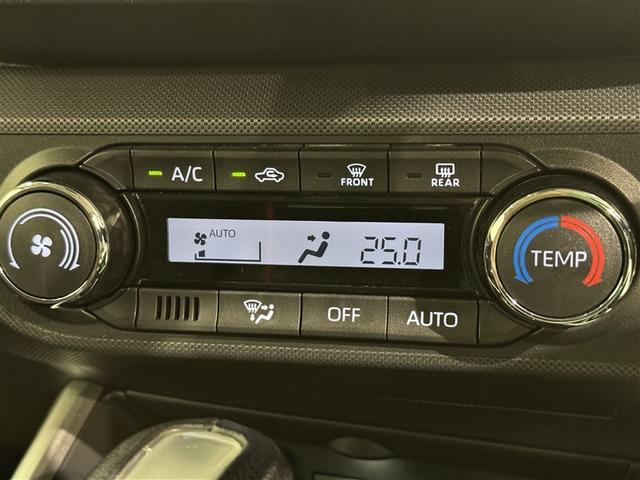 A/C
FRONT
REAR
AUTO
25.0
TEMP
OFF
AUTO